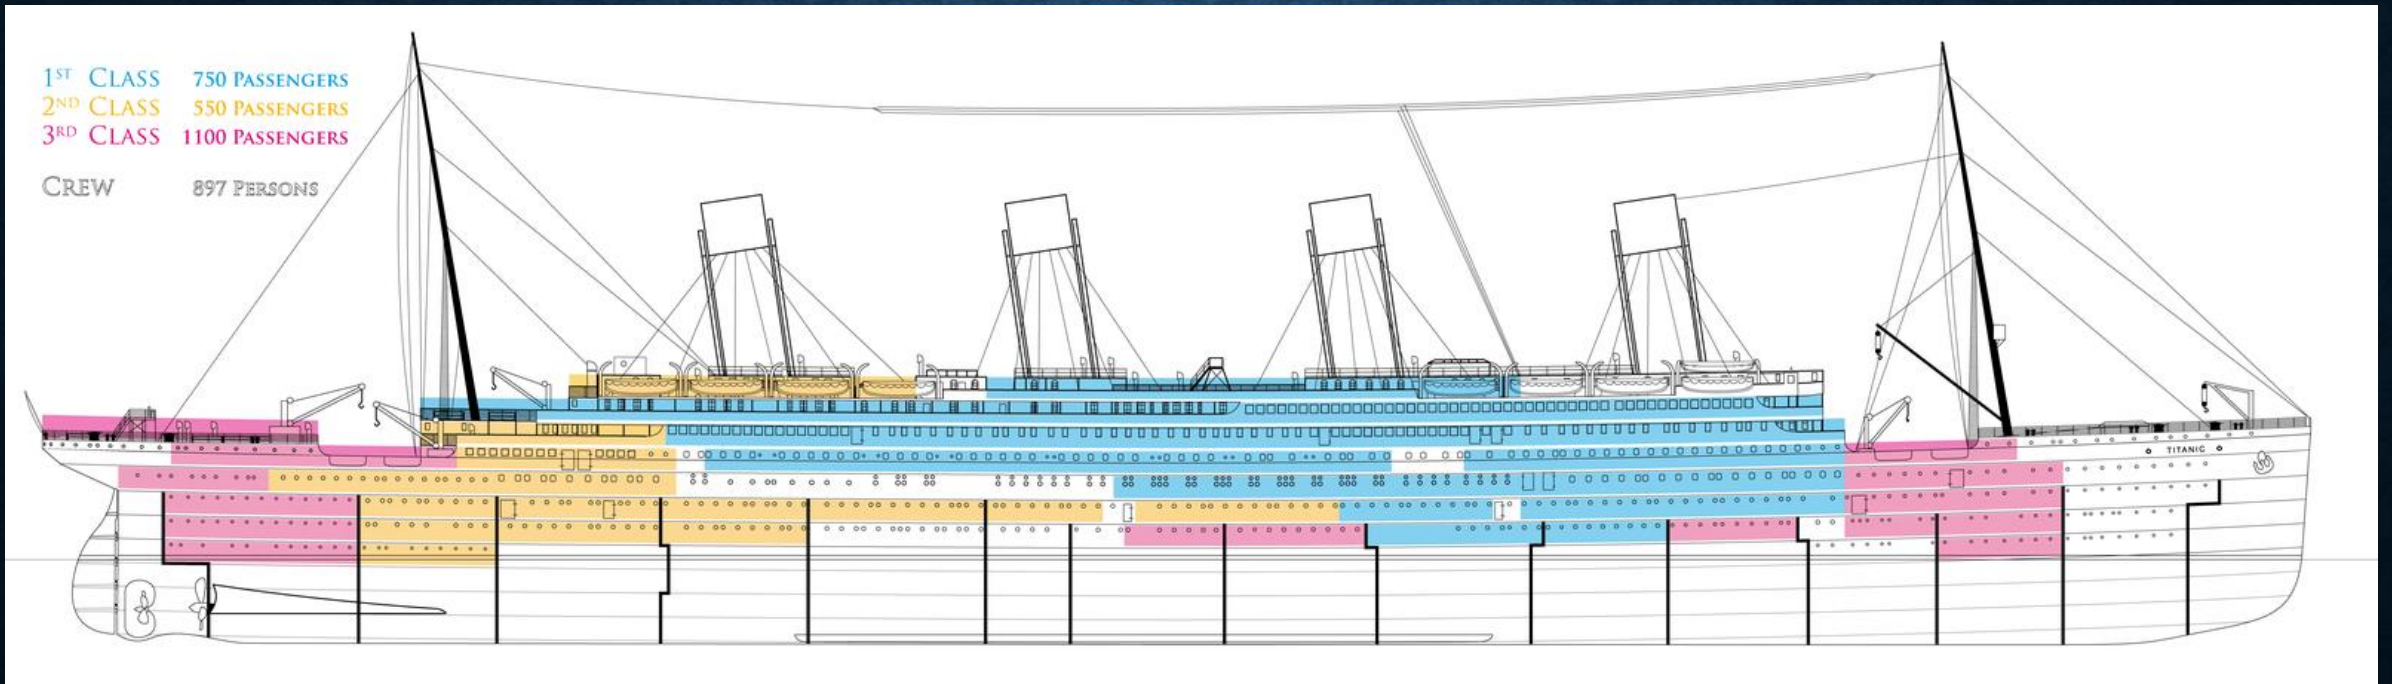 1ST CLASS 750 PASSENGERS
2ND CLASS 550 PASSENGERS
3RD CLASS 1100 PASSENGERS
CREW 897 PERSONS
TITANIC